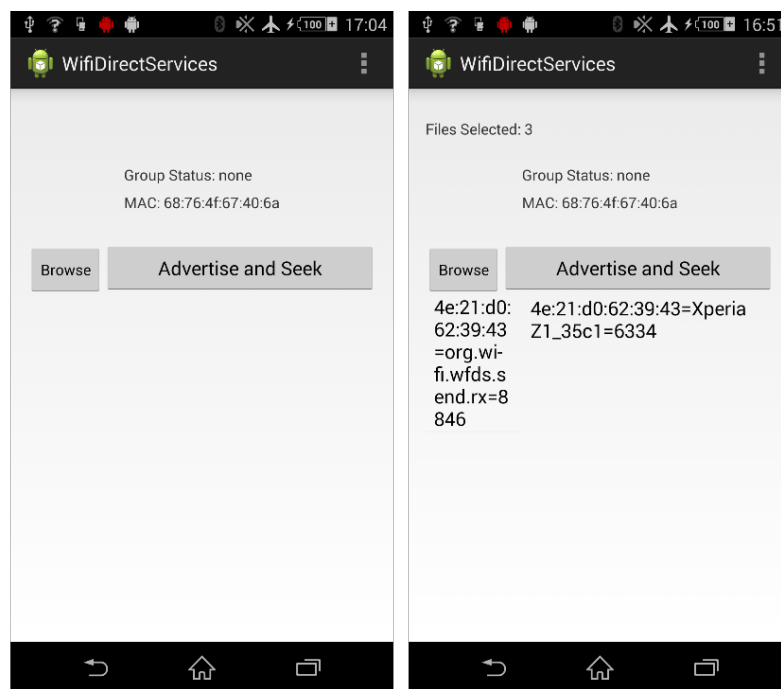 100
17:04
WifiDirectServices
Group Status: none
MAC: 68:76:4f:67:40:6a
Browse
Advertise and Seek
100
16:51
WifiDirectServices
Files Selected: 3
Group Status: none
MAC: 68:76:4f:67:40:6a
Browse
Advertise and Seek
4e:21:d0:
62:39:43
=org.wi-
fi.wfds.s
end.rx=8
846
4e:21:d0:62:39:43=Xperia
Z1_35c1=6334